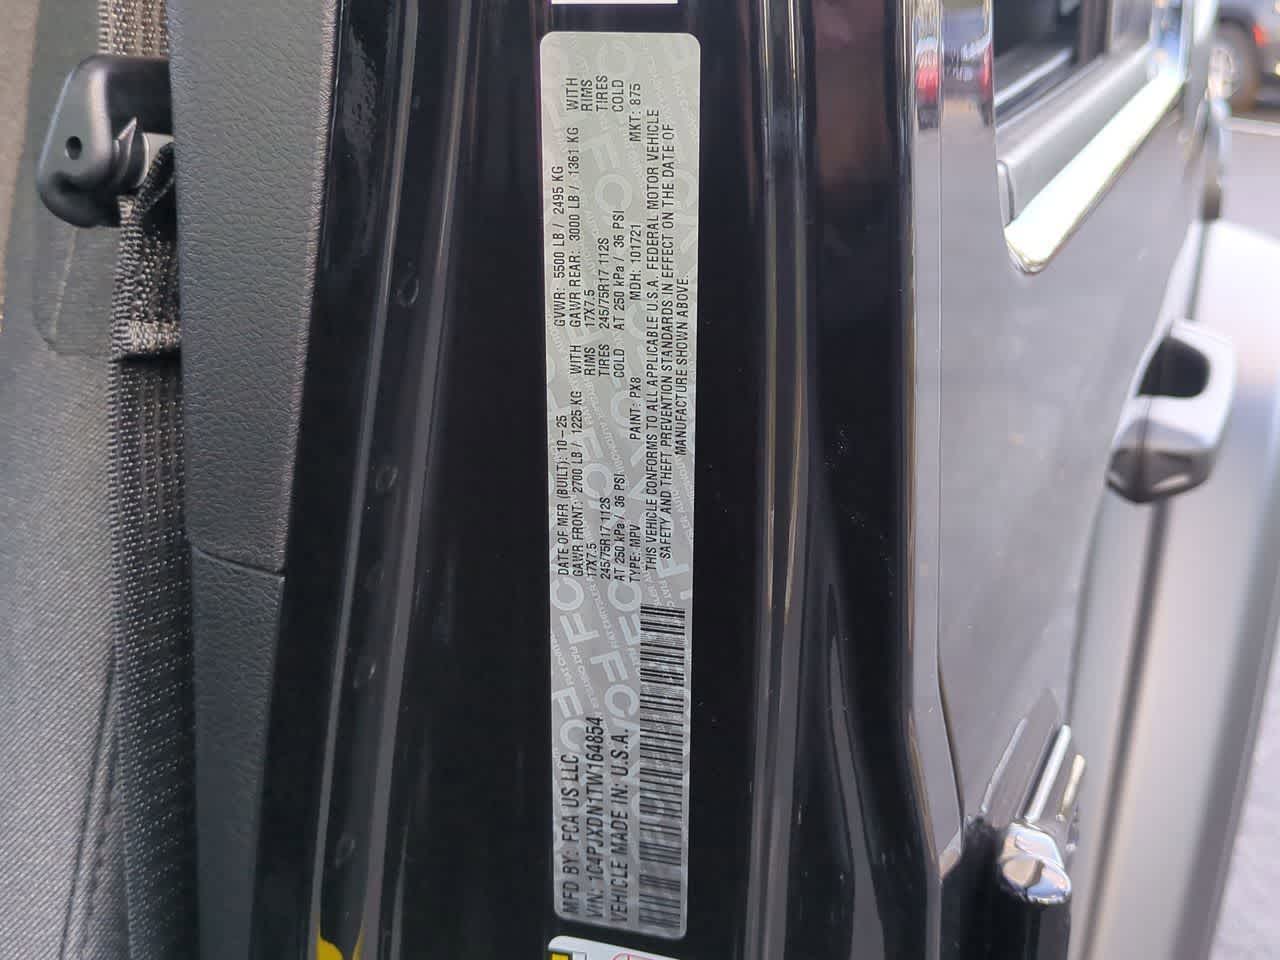 MFD BY: FCA US LLC
DATE OF MFR (BUILT): 10-25
GVWR: 5500 LB / 2495 KG
VIN: 1C4PJXDN1TW164854
GAWR FRONT: 2700 LB / 1225 KG WITH
GAWR REAR: 3000 LB / 1361 KG WITH
VEHICLE MADE IN: U.S.A.
17X7.5 RIMS
17X7.5 RIMS
245/75R17 112S TIRES
245/75R17 112S TIRES
AT 250 kPa / 36 PSI COLD
AT 250 kPa / 36 PSI COLD
TYPE: MPV PAINT: PX8 MDH: 101721 MKT: 875
THIS VEHICLE CONFORMS TO ALL APPLICABLE U.S.A. FEDERAL MOTOR VEHICLE
SAFETY AND THEFT PREVENTION STANDARDS IN EFFECT ON THE DATE OF
MANUFACTURE SHOWN ABOVE.